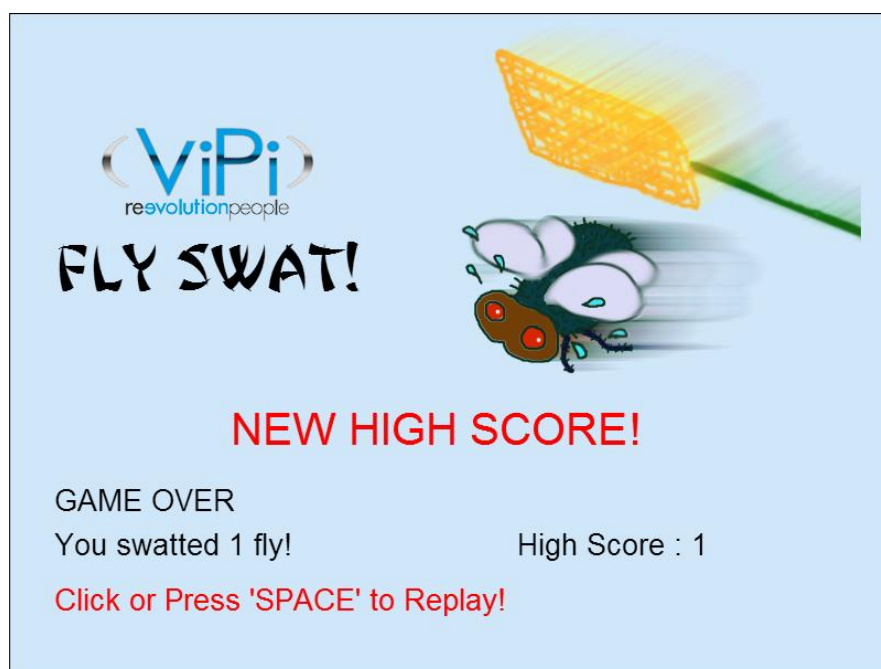 (ViPi)
reevolutionpeople
FLY SWAT!
NEW HIGH SCORE!
GAME OVER
You swatted 1 fly!
High Score : 1
Click or Press 'SPACE' to Replay!